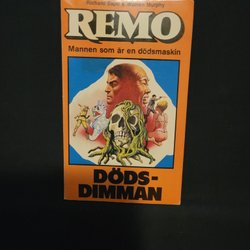 Richard Sapir & Warren Murphy
REMO
Mannen som är en dödsmaskin
DÖDS-
DIMMAN